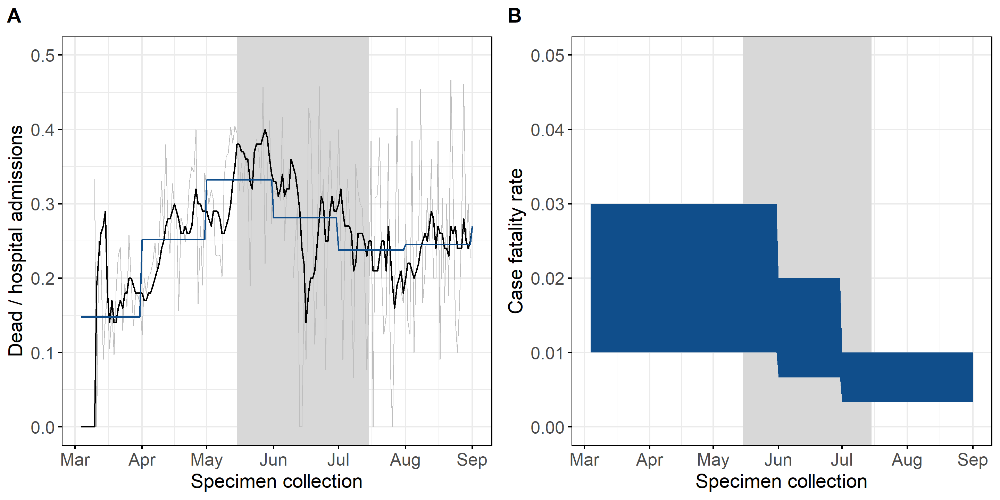 A
Dead / hospital admissions
0.5
0.4
0.3
0.2
0.1
0.0
Mar Apr May Jun Jul Aug Sep
Specimen collection
B
Case fatality rate
0.05
0.04
0.03
0.02
0.01
0.00
Mar Apr May Jun Jul Aug Sep
Specimen collection